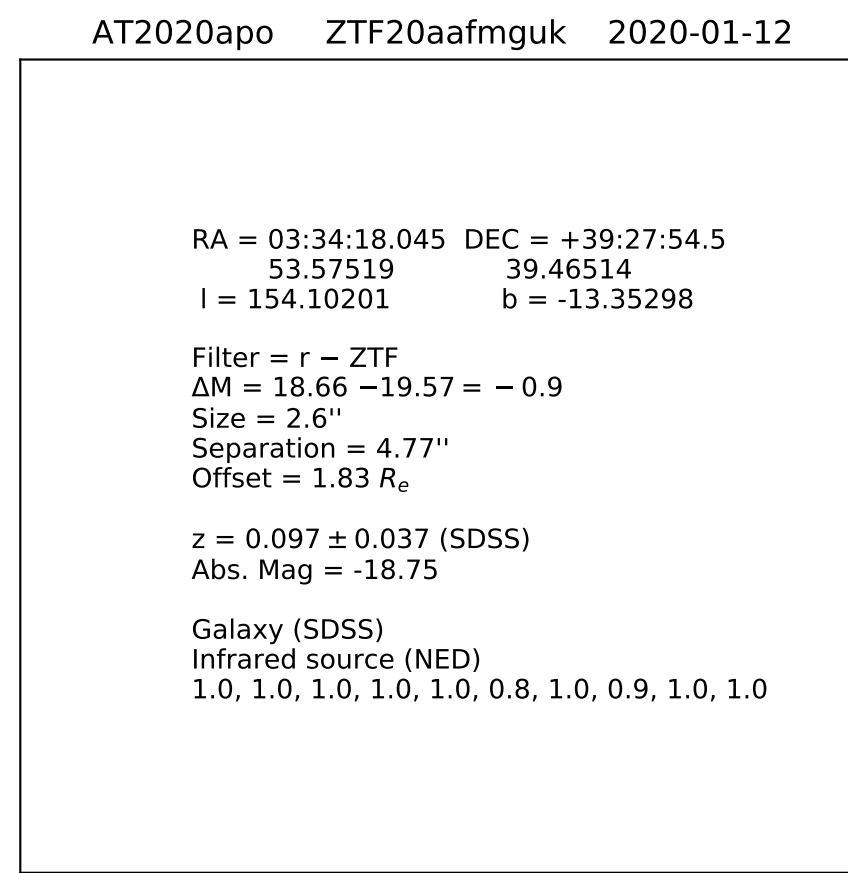 AT2020apo ZTF20aafmguk 2020-01-12
RA = 03:34:18.045 DEC = +39:27:54.5
53.57519 39.46514
l = 154.10201 b = -13.35298
Filter = r − ZTF
ΔM = 18.66 −19.57 = − 0.9
Size = 2.6''
Separation = 4.77''
Offset = 1.83 Rₑ
z = 0.097 ± 0.037 (SDSS)
Abs. Mag = -18.75
Galaxy (SDSS)
Infrared source (NED)
1.0, 1.0, 1.0, 1.0, 1.0, 0.8, 1.0, 0.9, 1.0, 1.0